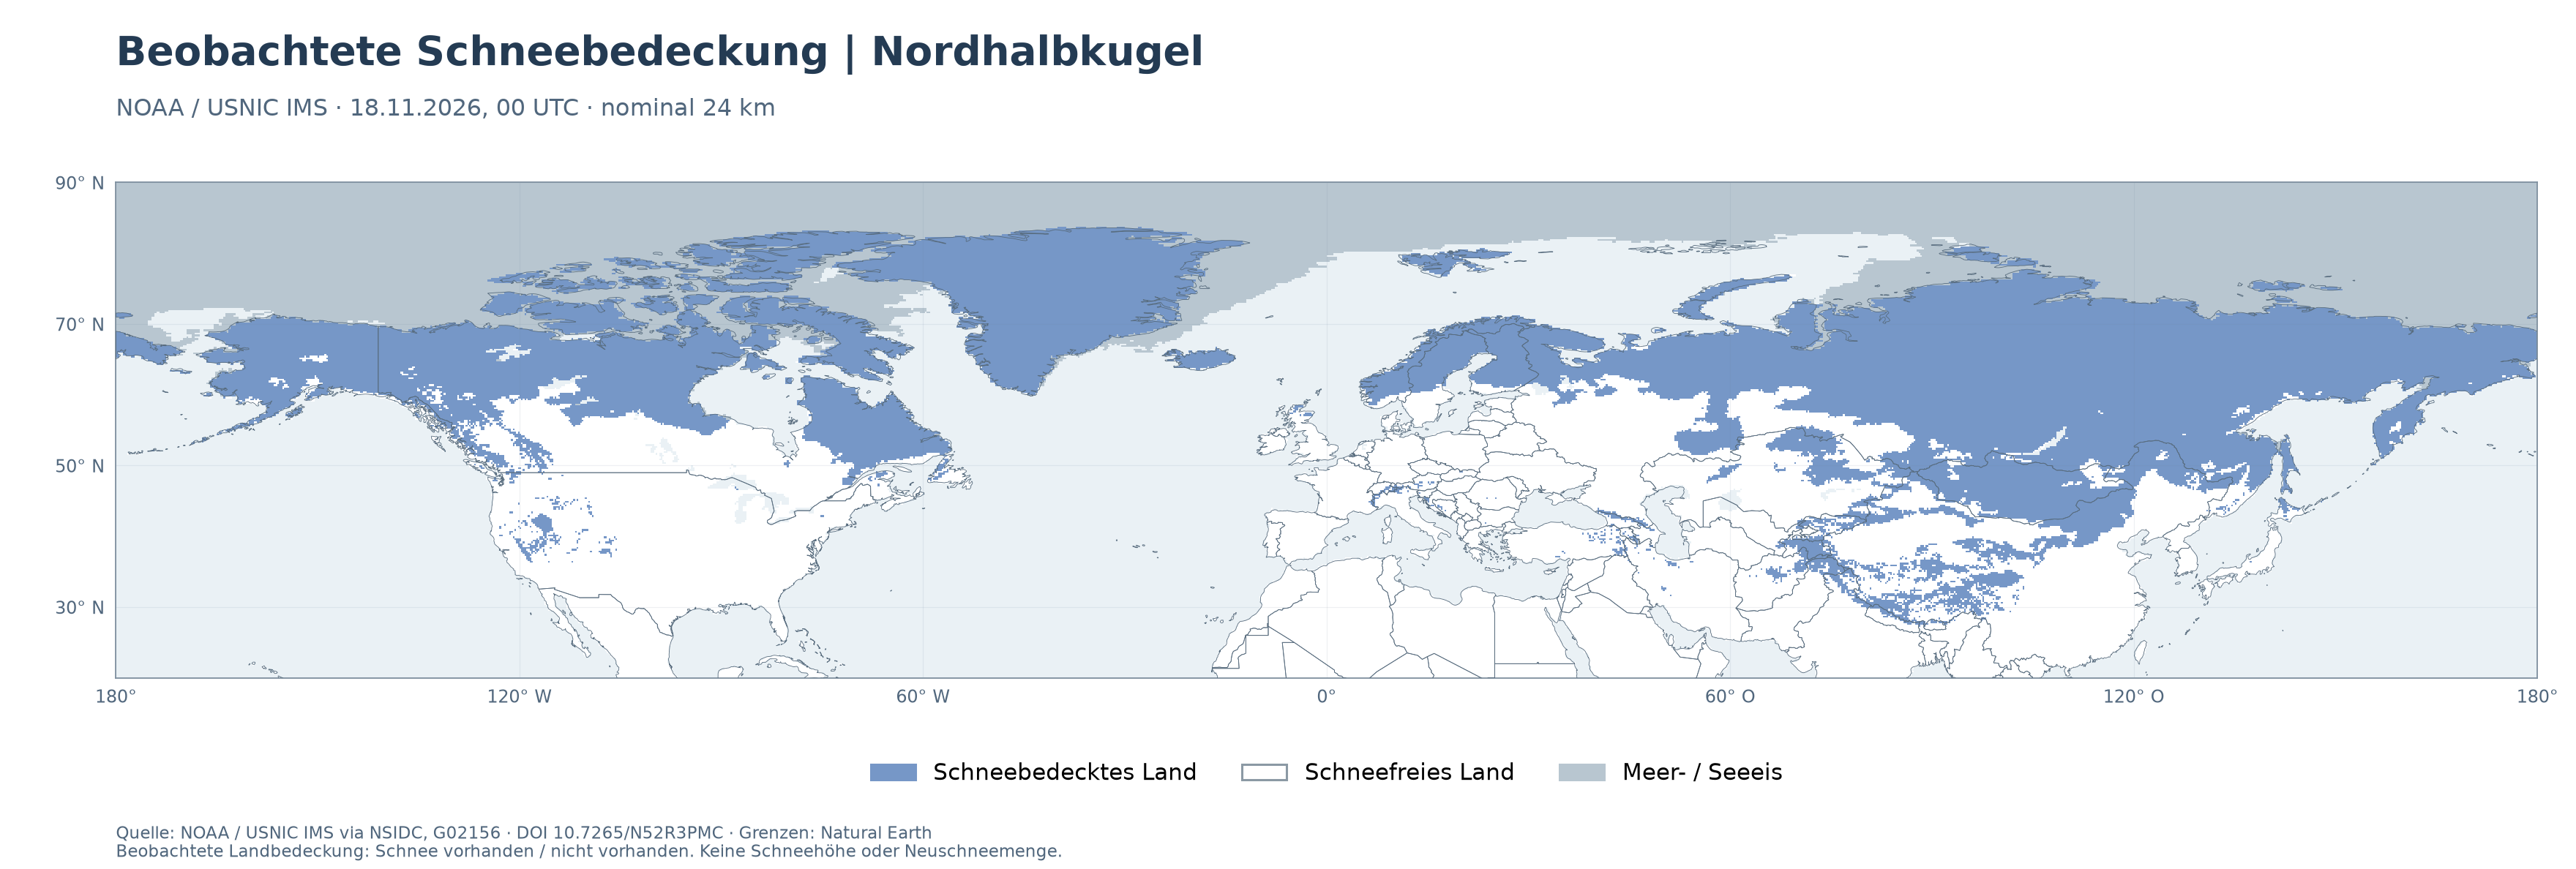 Beobachtete Schneebedeckung | Nordhalbkugel
NOAA / USNIC IMS · 18.11.2026, 00 UTC · nominal 24 km
90° N
70° N
50° N
30° N
180°
120° W
60° W
0°
60° O
120° O
180°
Schneebedecktes Land
Schneefreies Land
Meer- / Seeeis
Quelle: NOAA / USNIC IMS via NSIDC, G02156 · DOI 10.7265/N52R3PMC · Grenzen: Natural Earth
Beobachtete Landbedeckung: Schnee vorhanden / nicht vorhanden. Keine Schneehöhe oder Neuschneemenge.